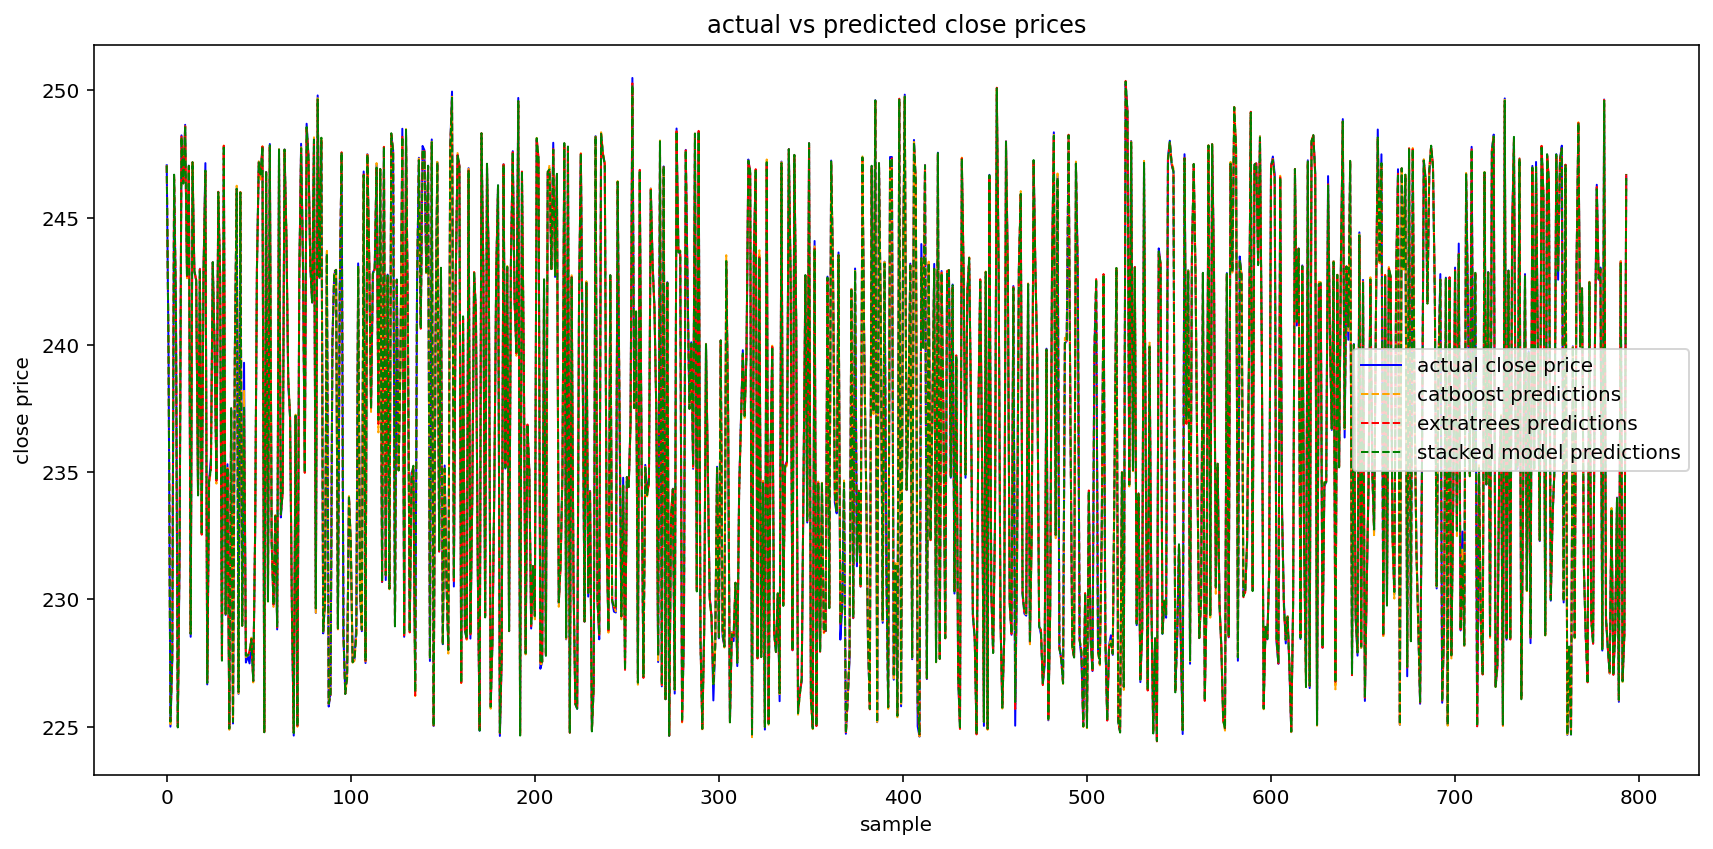 actual vs predicted close prices
250
245
240
235
230
225
close price
actual close price
catboost predictions
extratrees predictions
stacked model predictions
0
100
200
300
400
500
600
700
800
sample